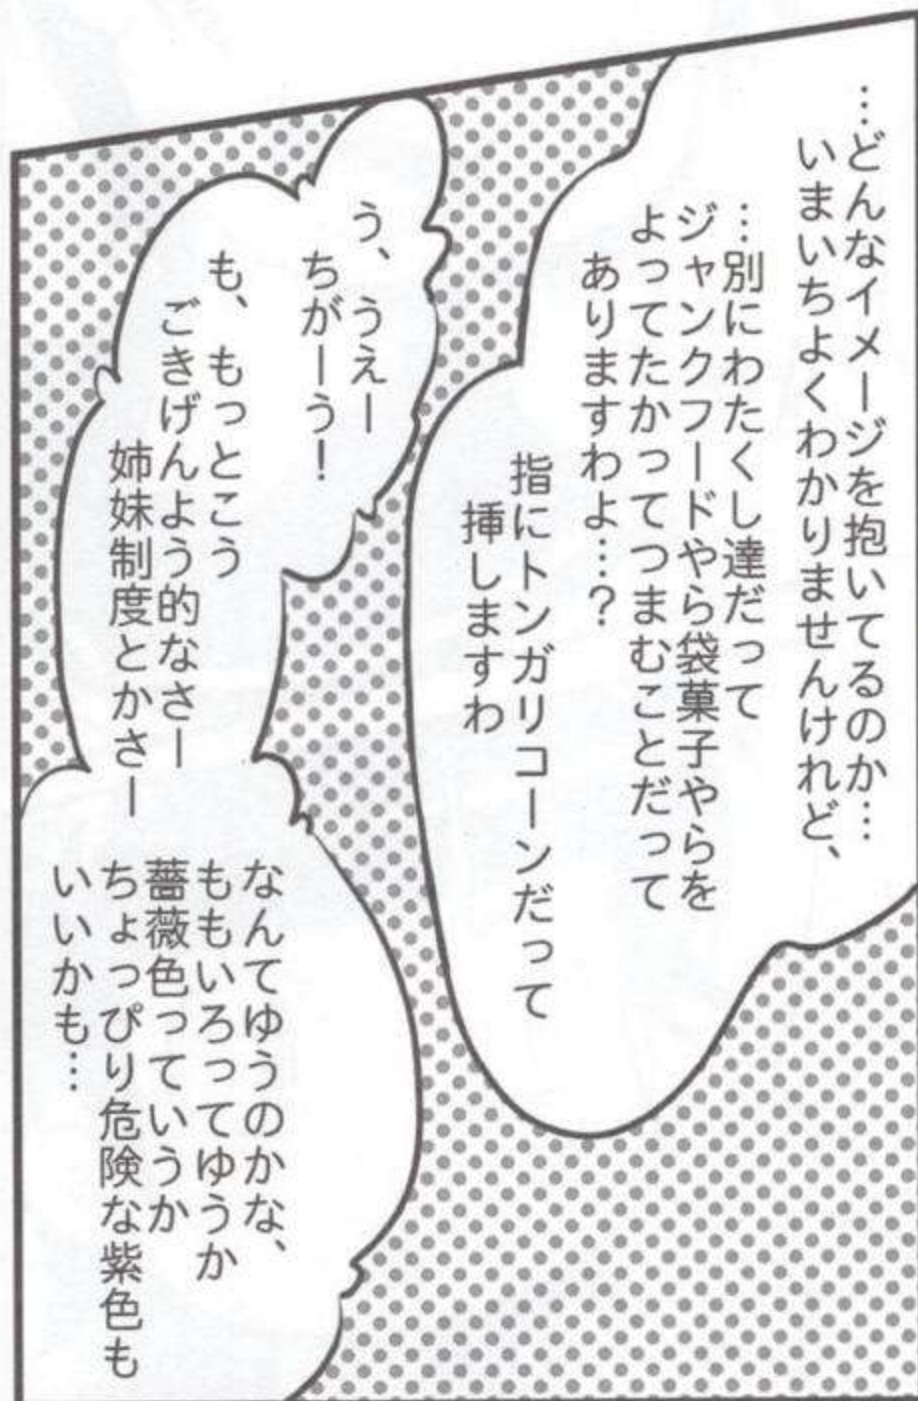 …どんなイメージを抱いてるのか…
いまいちよくわかりませんけれど、
…別にわたくし達だって
ジャンクフードやら袋菓子やらを
よってたかってつまむことだって
ありますわよ…?
指にトンガリコーンだって
挿しますわ
う、うえー
ちがーう!
も、もっとこう
ごきげんよう的なさー
姉妹制度とかさー
なんてゆうのかな、
ももいろってゆうか
薔薇色っていうか
ちょっぴり危険な紫色も
いいかも…